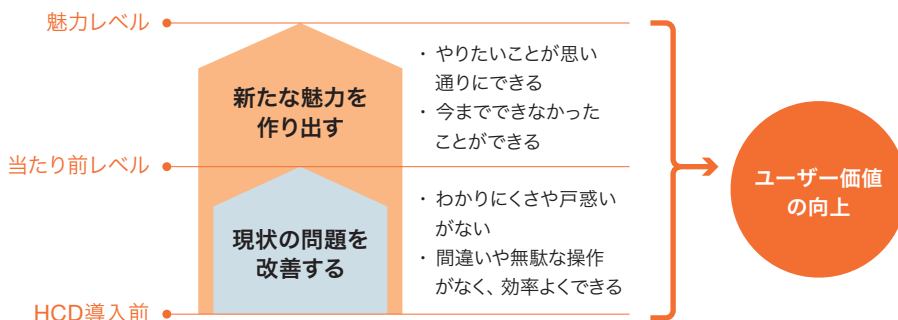 魅力レベル
新たな魅力を
作り出す
・ やりたいことが思い
通りにできる
・ 今までできなかった
ことができる
当たり前レベル
現状の問題を
改善する
・ わかりにくさや戸惑い
がない
・ 間違いや無駄な操作
がなく、効率よくできる
HCD導入前
ユーザー価値
の向上